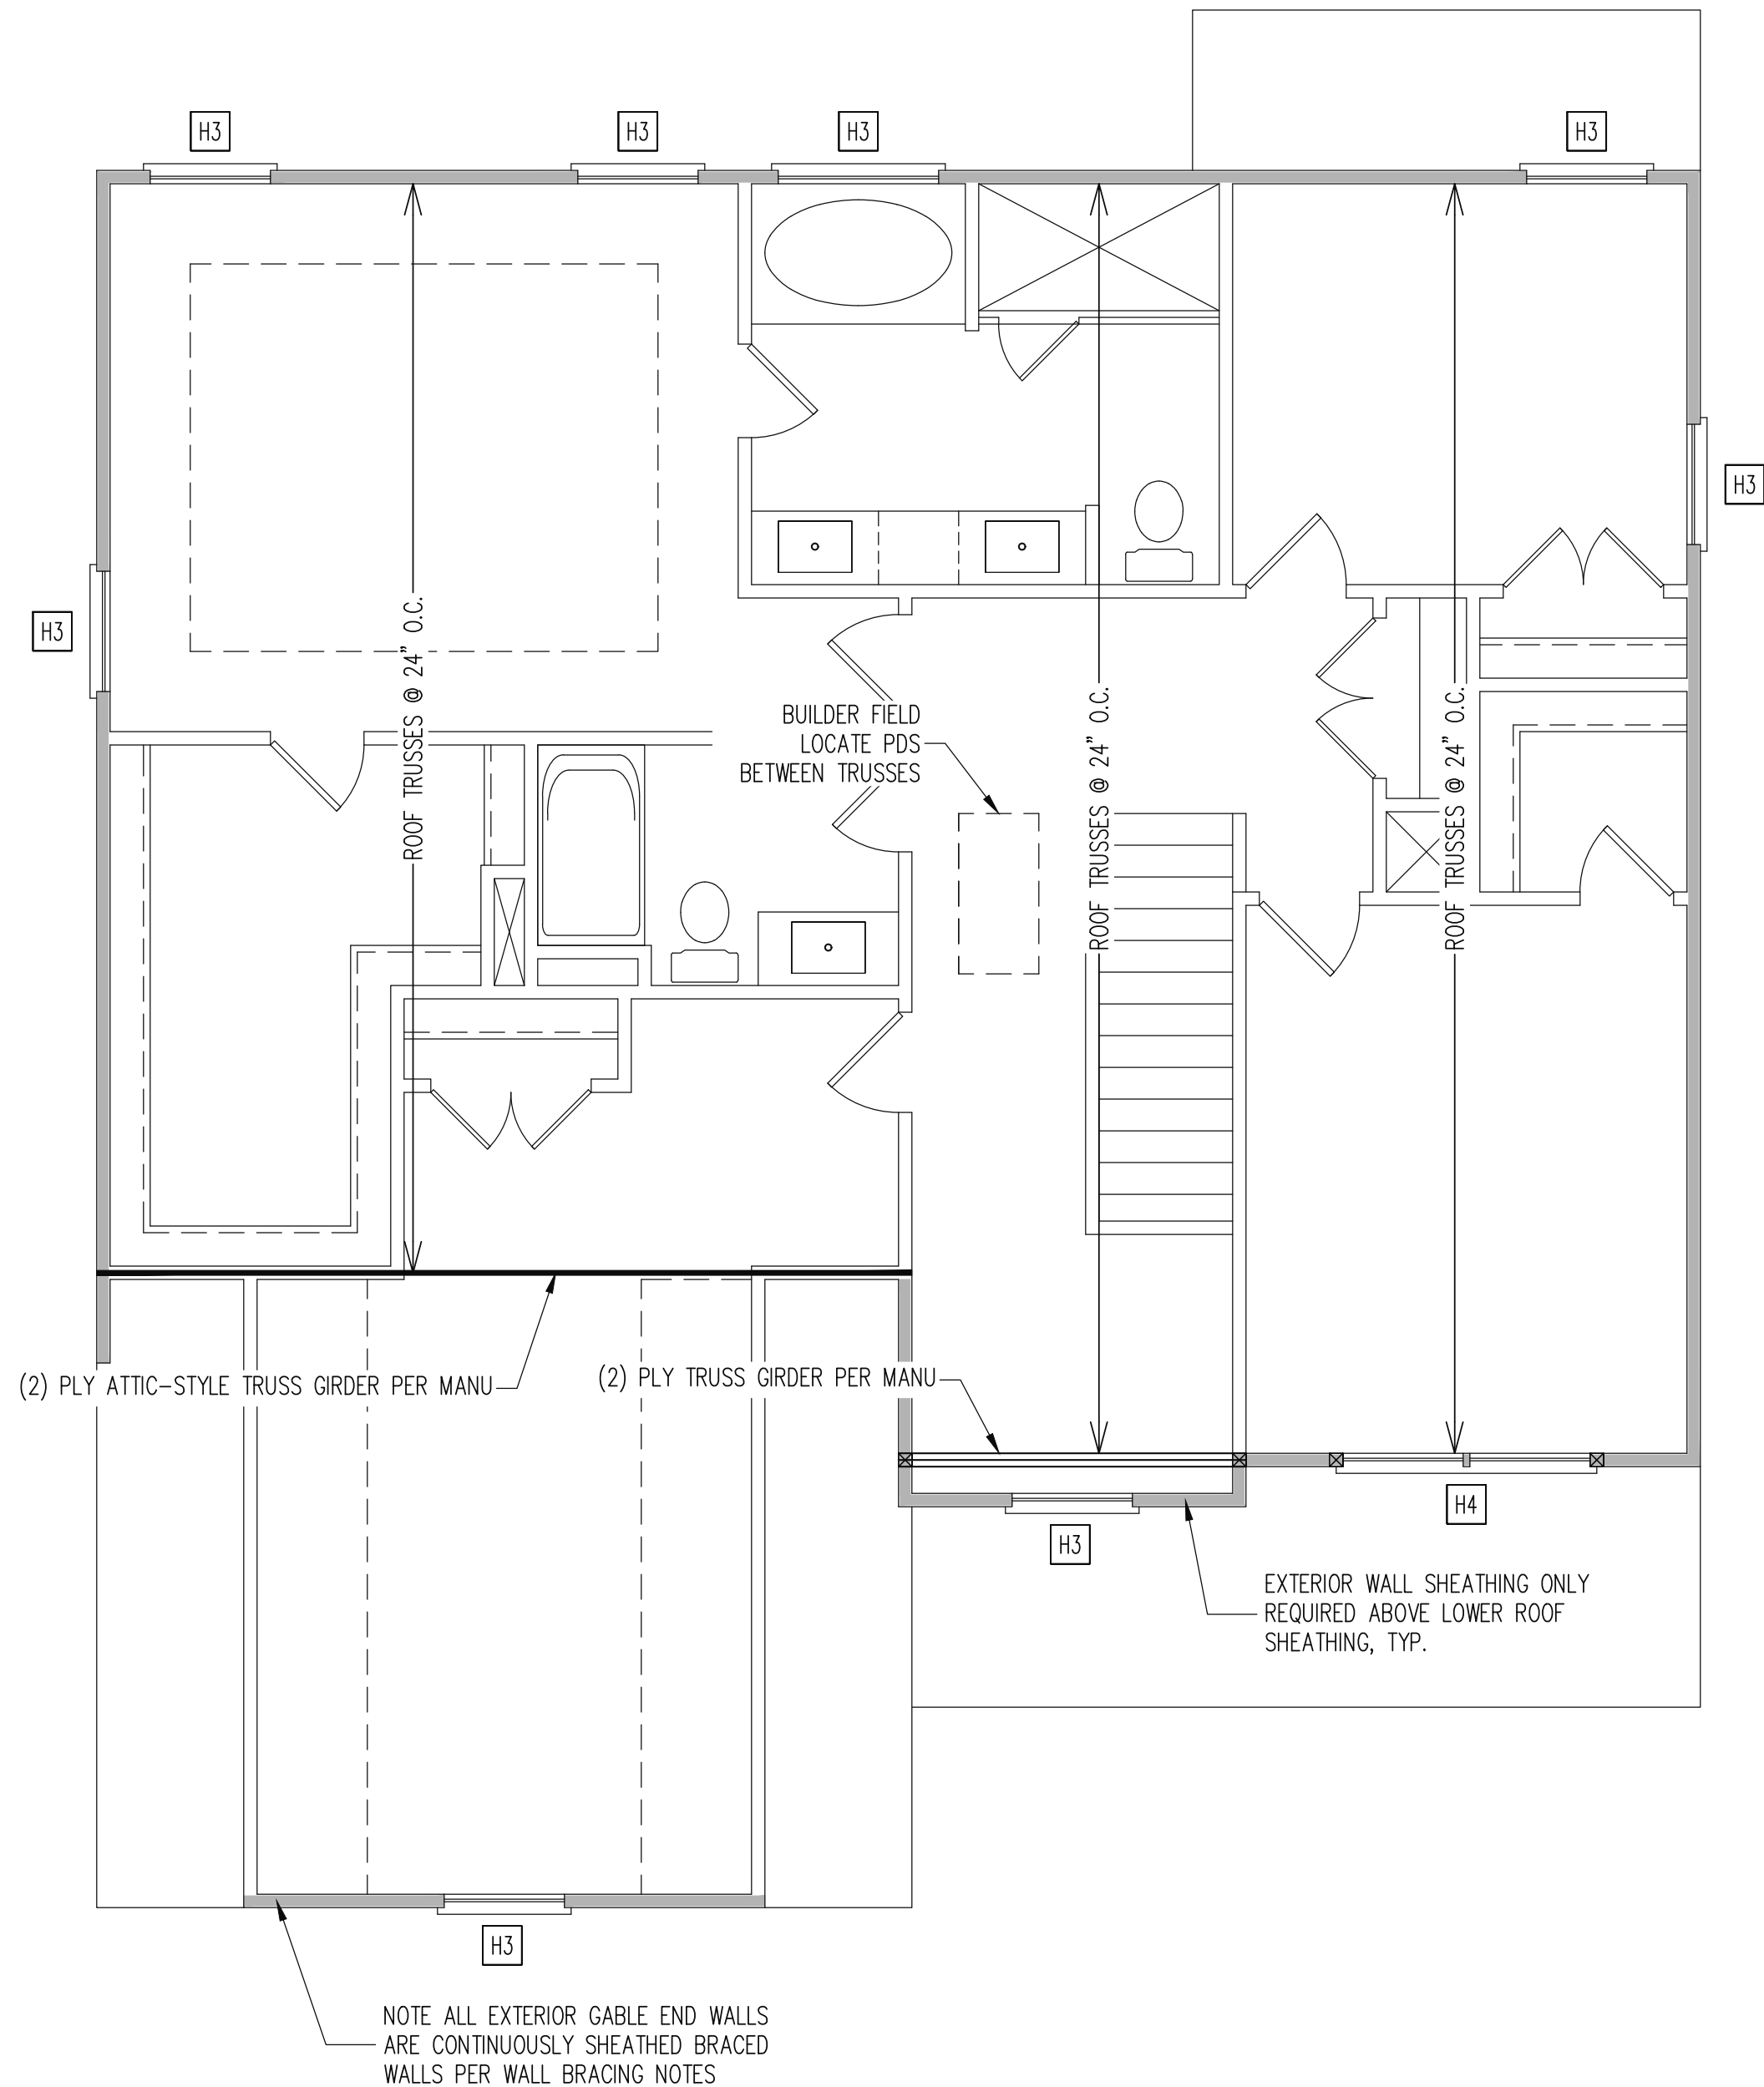 H3
H3
H3
H3
H3
H3
ROOF TRUSSES @ 24" O.C.
ROOF TRUSSES @ 24" O.C.
ROOF TRUSSES @ 24" O.C.
BUILDER FIELD
LOCATE PDS
BETWEEN TRUSSES
(2) PLY ATTIC-STYLE TRUSS GIRDER PER MANU
(2) PLY TRUSS GIRDER PER MANU
H4
H3
EXTERIOR WALL SHEATHING ONLY
REQUIRED ABOVE LOWER ROOF
SHEATHING, TYP.
H3
NOTE ALL EXTERIOR GABLE END WALLS
ARE CONTINUOUSLY SHEATHED BRACED
WALLS PER WALL BRACING NOTES